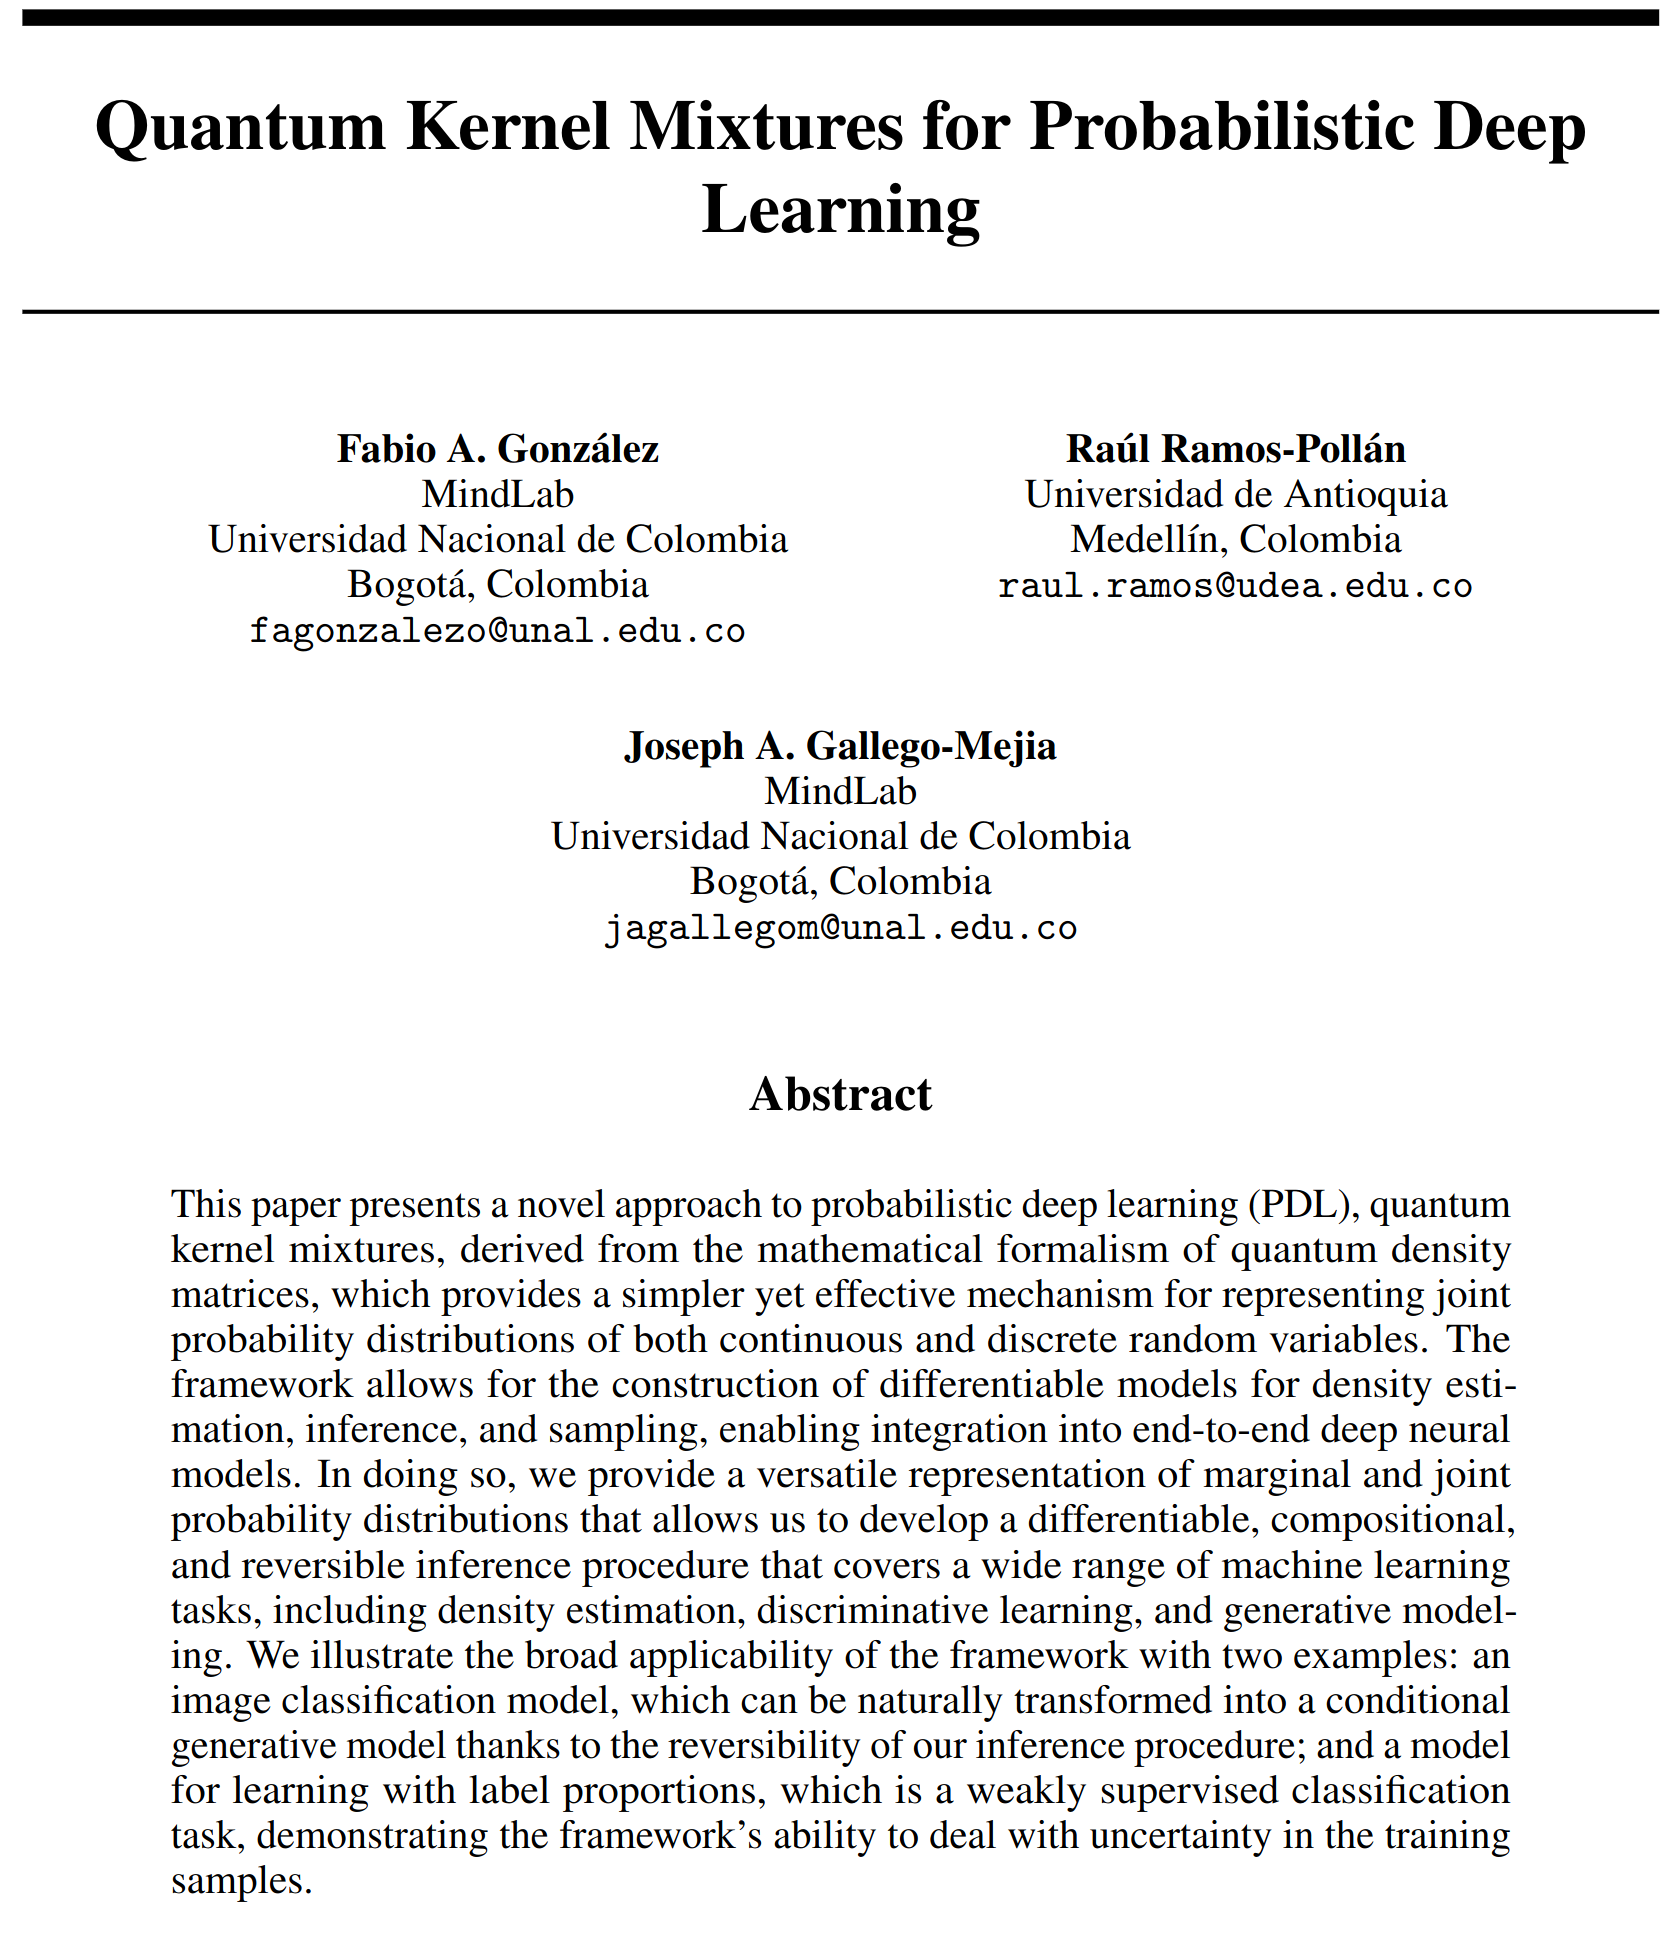 Quantum Kernel Mixtures for Probabilistic Deep
Learning
Fabio A. González
MindLab
Universidad Nacional de Colombia
Bogotá, Colombia
fagonzalezo@unal.edu.co
Raúl Ramos-Pollán
Universidad de Antioquia
Medellín, Colombia
raul.ramos@udea.edu.co
Joseph A. Gallego-Mejia
MindLab
Universidad Nacional de Colombia
Bogotá, Colombia
jagallegom@unal.edu.co
Abstract
This paper presents a novel approach to probabilistic deep learning (PDL), quantum
kernel mixtures, derived from the mathematical formalism of quantum density
matrices, which provides a simpler yet effective mechanism for representing joint
probability distributions of both continuous and discrete random variables. The
framework allows for the construction of differentiable models for density esti-
mation, inference, and sampling, enabling integration into end-to-end deep neural
models. In doing so, we provide a versatile representation of marginal and joint
probability distributions that allows us to develop a differentiable, compositional,
and reversible inference procedure that covers a wide range of machine learning
tasks, including density estimation, discriminative learning, and generative model-
ing. We illustrate the broad applicability of the framework with two examples: an
image classification model, which can be naturally transformed into a conditional
generative model thanks to the reversibility of our inference procedure; and a model
for learning with label proportions, which is a weakly supervised classification
task, demonstrating the framework's ability to deal with uncertainty in the training
samples.